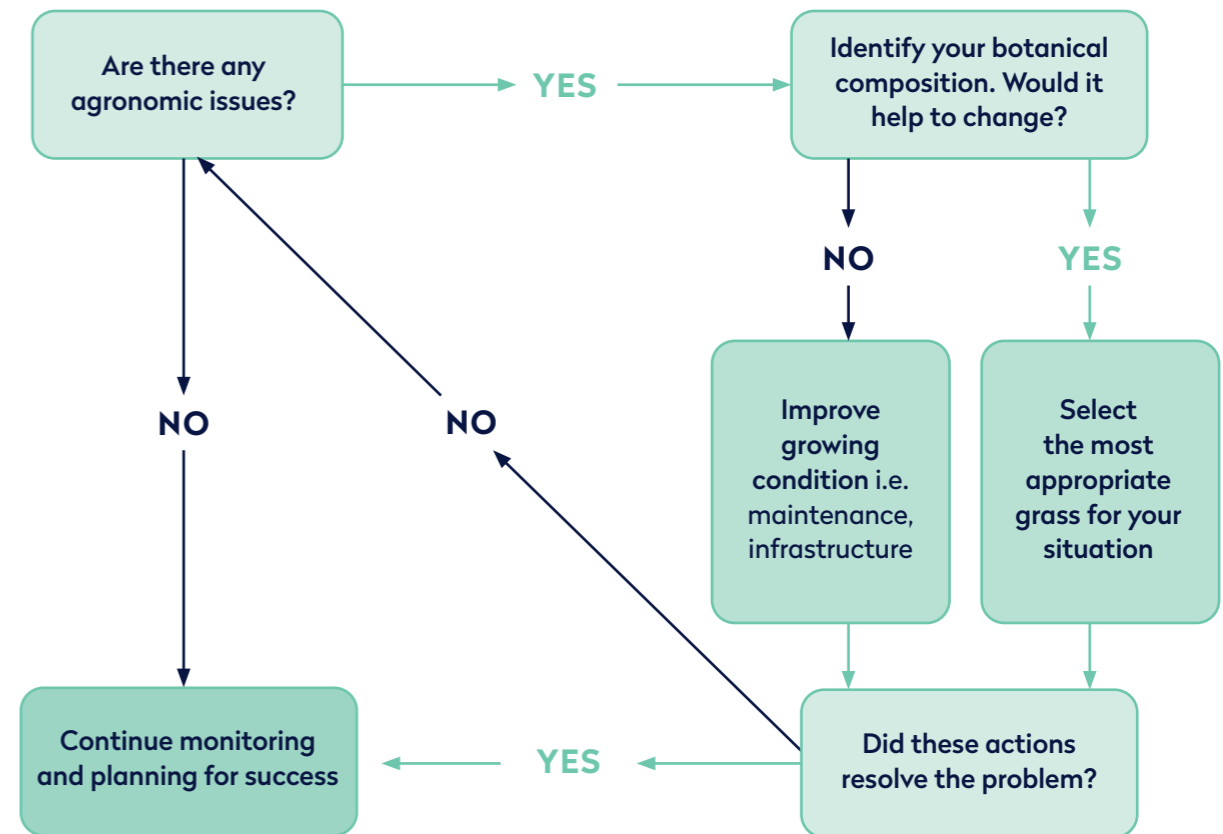 Are there any
agronomic issues?
YES
Identify your botanical
composition. Would it
help to change?
NO
YES
NO
NO
Improve
growing
condition i.e.
maintenance,
infrastructure
Select
the most
appropriate
grass for your
situation
Continue monitoring
and planning for success
YES
Did these actions
resolve the problem?